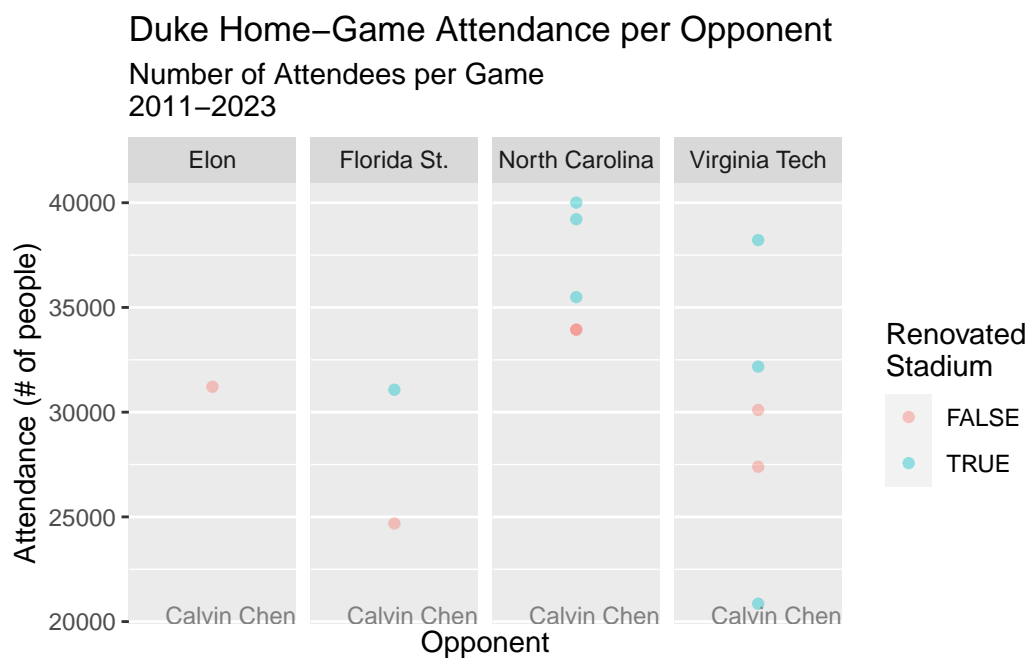 Duke Home−Game Attendance per Opponent
Number of Attendees per Game
2011−2023
Elon
Florida St.
North Carolina
Virginia Tech
40000
35000
30000
25000
20000
Attendance (# of people)
Calvin Chen
Calvin Chen
Calvin Chen
Calvin Chen
Opponent
Renovated
Stadium
FALSE
TRUE